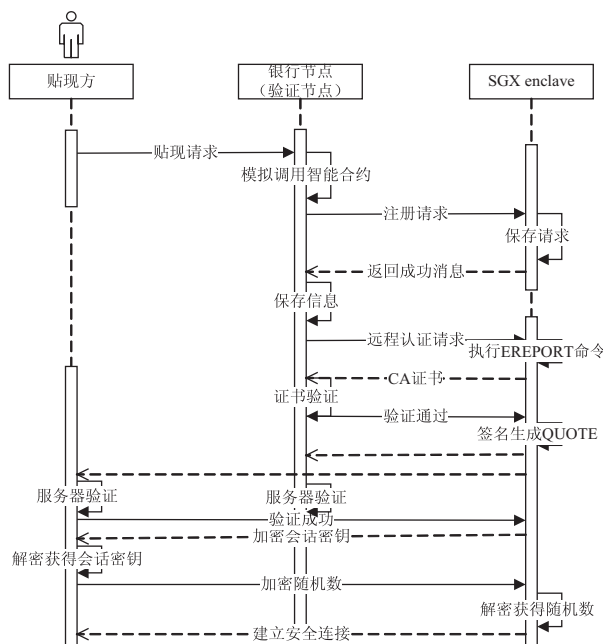 贴现方
银行节点
（验证节点）
SGX enclave
贴现请求
模拟调用智能合约
注册请求
保存请求
返回成功消息
保存信息
远程认证请求
执行EREPORT命令
CA证书
证书验证
验证通过
签名生成QUOTE
服务器验证
服务器验证
验证成功
加密会话密钥
解密获得会话密钥
加密随机数
解密获得随机数
建立安全连接